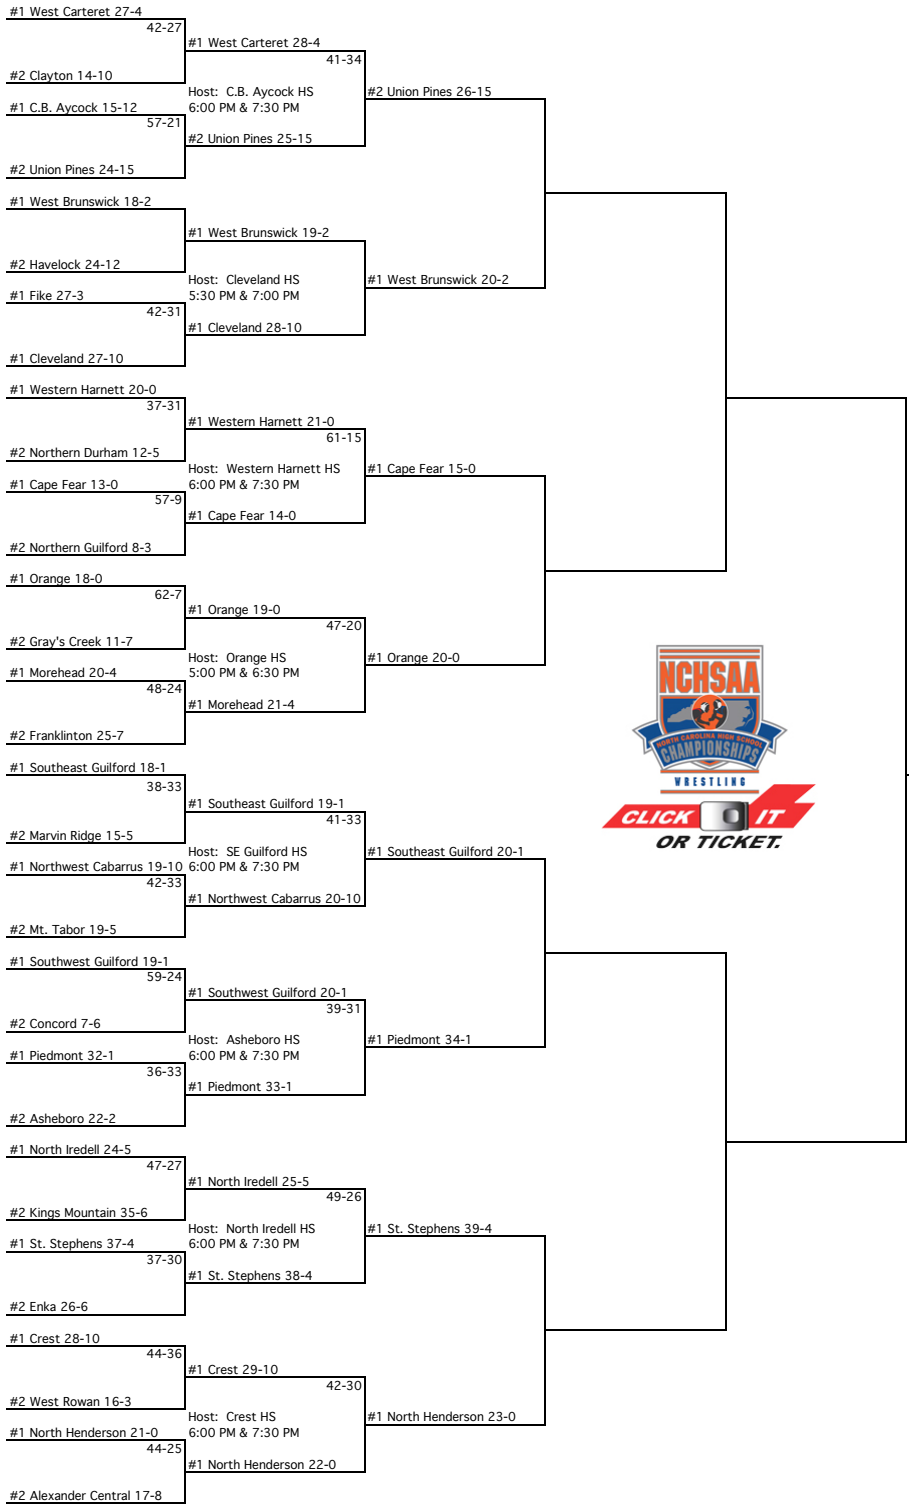 #1 West Carteret 27-4
42-27
#1 West Carteret 28-4
41-34
#2 Clayton 14-10
Host:  C.B. Aycock HS
6:00 PM & 7:30 PM
#2 Union Pines 26-15
#1 C.B. Aycock 15-12
57-21
#2 Union Pines 25-15
#2 Union Pines 24-15
#1 West Brunswick 18-2
#1 West Brunswick 19-2
#2 Havelock 24-12
Host:  Cleveland HS
5:30 PM & 7:00 PM
#1 West Brunswick 20-2
#1 Fike 27-3
42-31
#1 Cleveland 28-10
#1 Cleveland 27-10
#1 Western Harnett 20-0
37-31
#1 Western Harnett 21-0
61-15
#2 Northern Durham 12-5
Host:  Western Harnett HS
6:00 PM & 7:30 PM
#1 Cape Fear 15-0
#1 Cape Fear 13-0
57-9
#1 Cape Fear 14-0
#2 Northern Guilford 8-3
#1 Orange 18-0
62-7
#1 Orange 19-0
47-20
#2 Gray's Creek 11-7
Host:  Orange HS
5:00 PM & 6:30 PM
#1 Orange 20-0
#1 Morehead 20-4
48-24
#1 Morehead 21-4
#2 Franklinton 25-7
NCHSAA
NORTH CAROLINA HIGH SCHOOL
CHAMPIONSHIPS
WRESTLING
CLICK IT
OR TICKET.
#1 Southeast Guilford 18-1
38-33
#1 Southeast Guilford 19-1
41-33
#2 Marvin Ridge 15-5
Host:  SE Guilford HS
6:00 PM & 7:30 PM
#1 Southeast Guilford 20-1
#1 Northwest Cabarrus 19-10
42-33
#1 Northwest Cabarrus 20-10
#2 Mt. Tabor 19-5
#1 Southwest Guilford 19-1
59-24
#1 Southwest Guilford 20-1
39-31
#2 Concord 7-6
Host:  Asheboro HS
6:00 PM & 7:30 PM
#1 Piedmont 34-1
#1 Piedmont 32-1
36-33
#1 Piedmont 33-1
#2 Asheboro 22-2
#1 North Iredell 24-5
47-27
#1 North Iredell 25-5
49-26
#2 Kings Mountain 35-6
Host:  North Iredell HS
6:00 PM & 7:30 PM
#1 St. Stephens 39-4
#1 St. Stephens 37-4
37-30
#1 St. Stephens 38-4
#2 Enka 26-6
#1 Crest 28-10
44-36
#1 Crest 29-10
42-30
#2 West Rowan 16-3
Host:  Crest HS
6:00 PM & 7:30 PM
#1 North Henderson 23-0
#1 North Henderson 21-0
44-25
#1 North Henderson 22-0
#2 Alexander Central 17-8